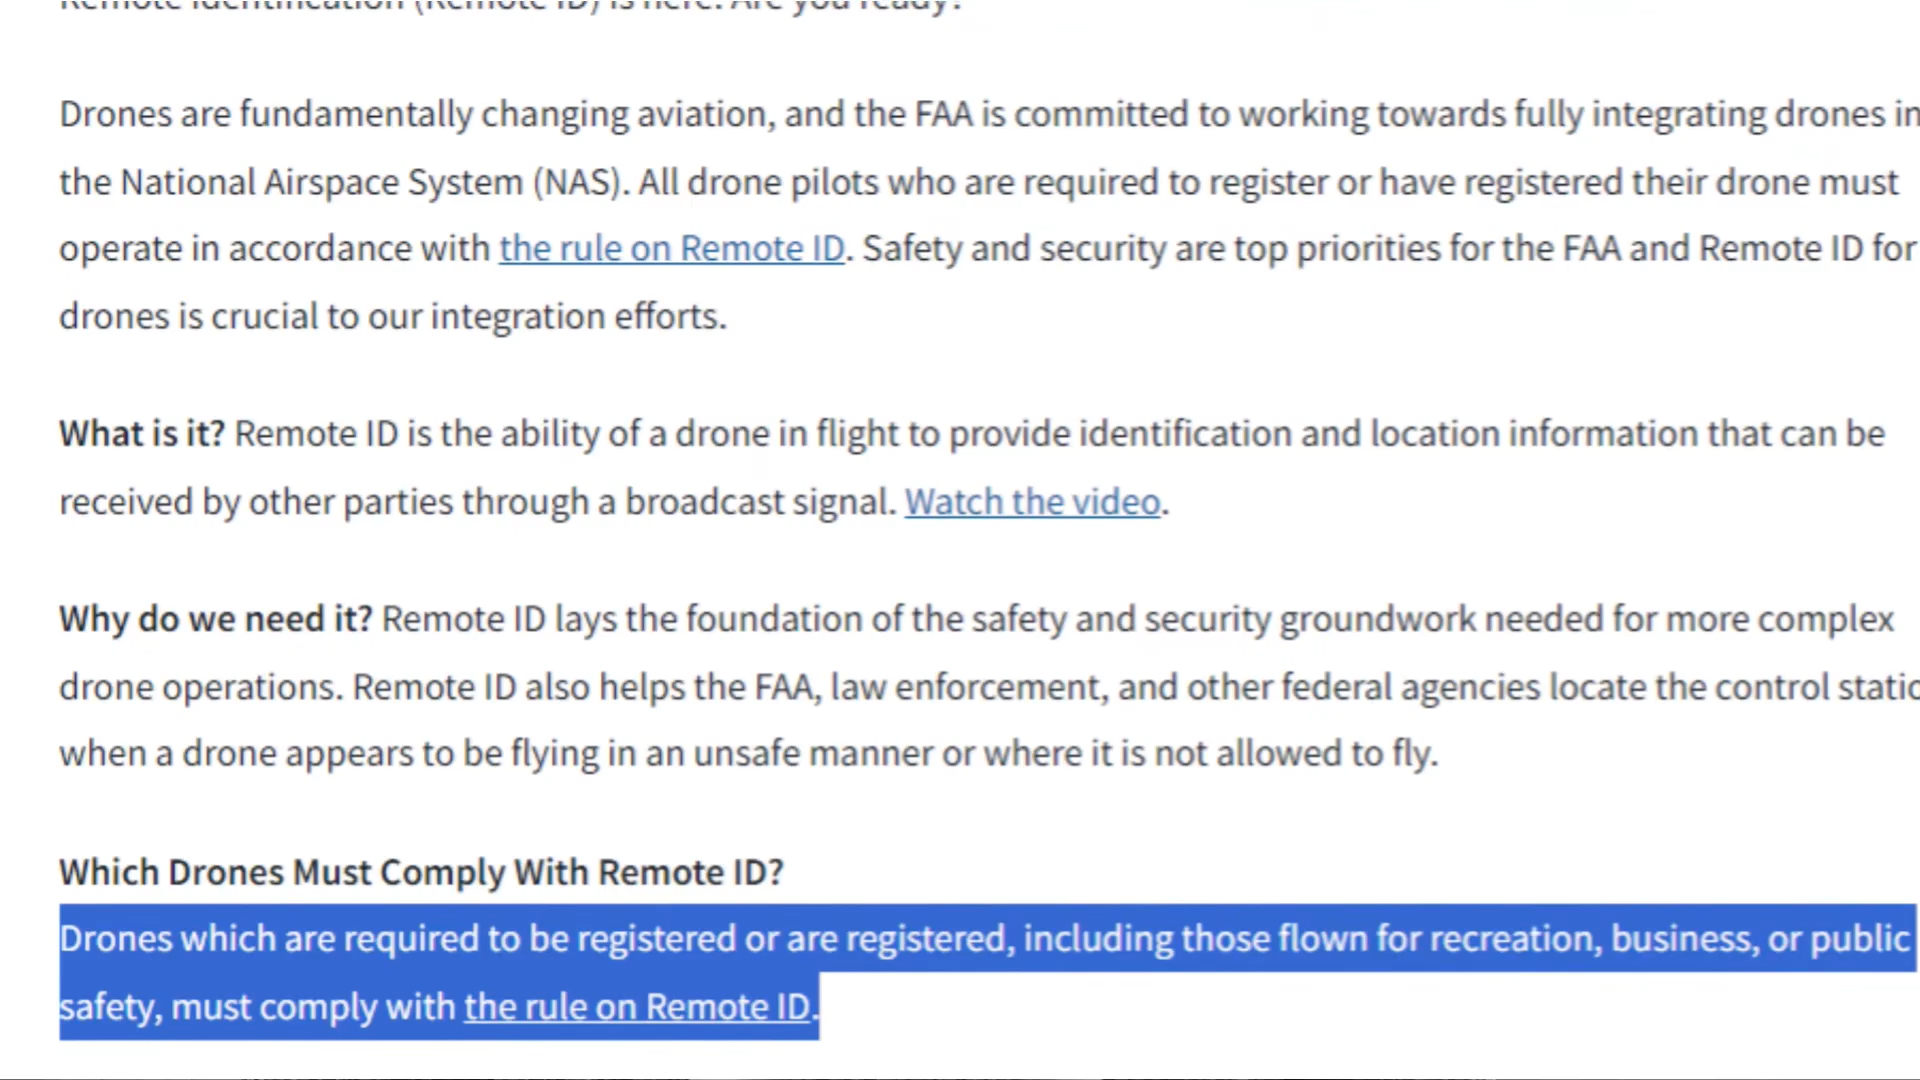 Remote Identification (Remote ID) is here. Are you ready?
Drones are fundamentally changing aviation, and the FAA is committed to working towards fully integrating drones in
the National Airspace System (NAS). All drone pilots who are required to register or have registered their drone must
operate in accordance with the rule on Remote ID. Safety and security are top priorities for the FAA and Remote ID for
drones is crucial to our integration efforts.
What is it? Remote ID is the ability of a drone in flight to provide identification and location information that can be
received by other parties through a broadcast signal. Watch the video.
Why do we need it? Remote ID lays the foundation of the safety and security groundwork needed for more complex
drone operations. Remote ID also helps the FAA, law enforcement, and other federal agencies locate the control static
when a drone appears to be flying in an unsafe manner or where it is not allowed to fly.
Which Drones Must Comply With Remote ID?
Drones which are required to be registered or are registered, including those flown for recreation, business, or public
safety, must comply with the rule on Remote ID.